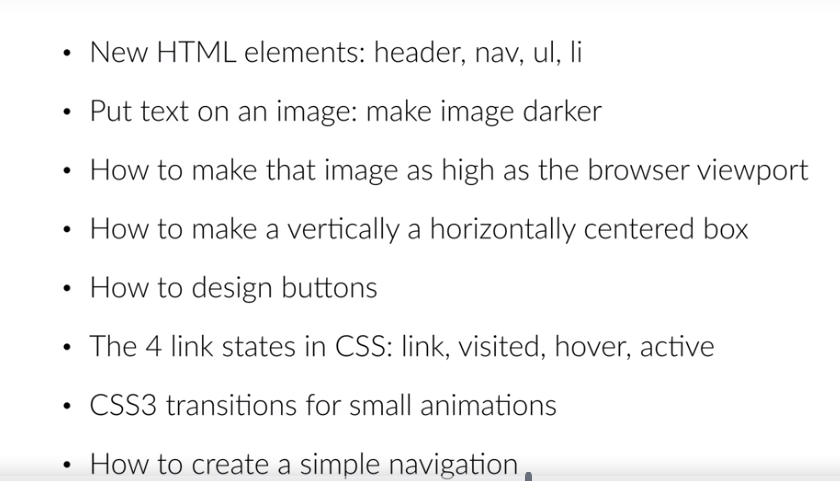 • New HTML elements: header, nav, ul, li
• Put text on an image: make image darker
• How to make that image as high as the browser viewport
• How to make a vertically a horizontally centered box
• How to design buttons
• The 4 link states in CSS: link, visited, hover, active
• CSS3 transitions for small animations
• How to create a simple navigation